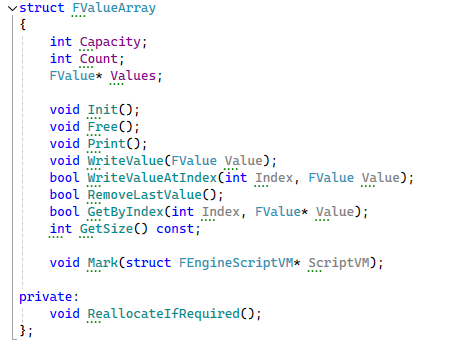 struct FValueArray
{
    int Capacity;
    int Count;
    FValue* Values;

    void Init();
    void Free();
    void Print();
    void WriteValue(FValue Value);
    bool WriteValueAtIndex(int Index, FValue Value);
    bool RemoveLastValue();
    bool GetByIndex(int Index, FValue* Value);
    int GetSize() const;

    void Mark(struct FEngineScriptVM* ScriptVM);

private:
    void ReallocateIfRequired();
};